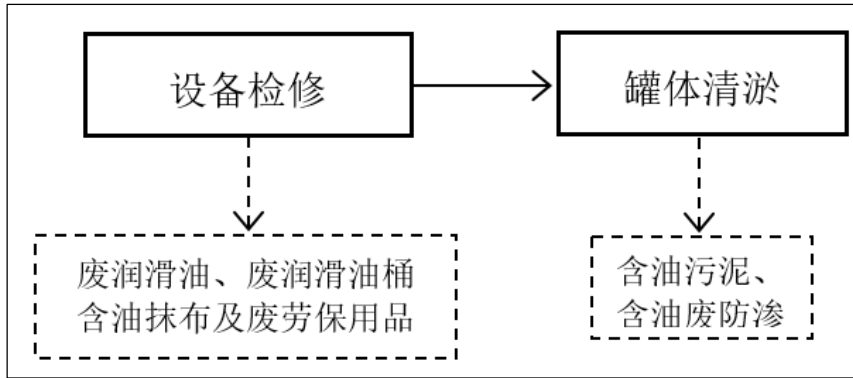 设备检修
罐体清淤
废润滑油、废润滑油桶
含油抹布及废劳保用品
含油污泥、
含油废防渗